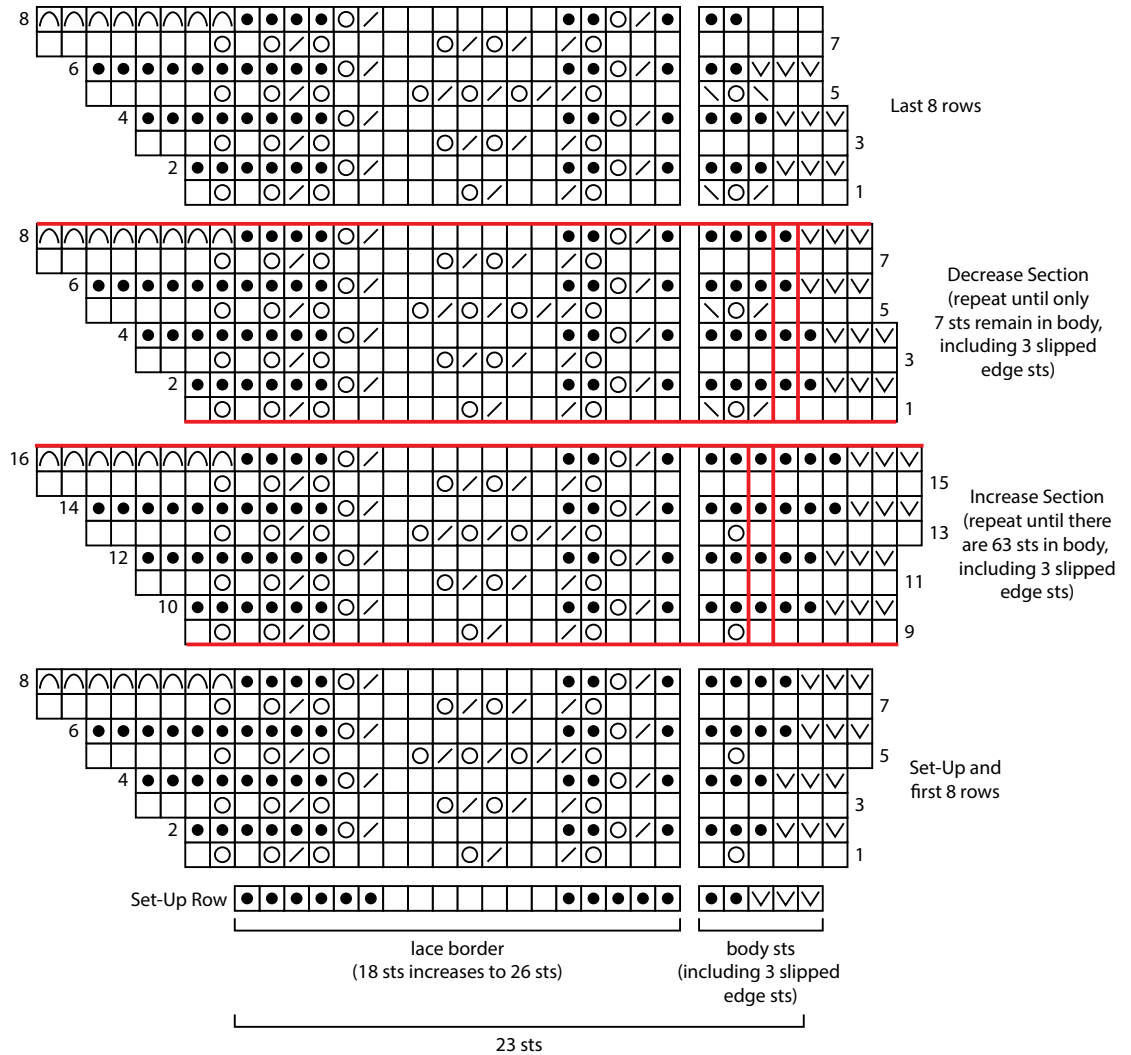 8
7
6
5
4
Last 8 rows
3
2
1
8
7
6
5
4
3
2
1
Decrease Section
(repeat until only
7 sts remain in body,
including 3 slipped
edge sts)
16
15
14
13
12
11
10
9
Increase Section
(repeat until there
are 63 sts in body,
including 3 slipped
edge sts)
8
7
6
5
4
3
2
1
Set-Up and
first 8 rows
Set-Up Row
lace border
(18 sts increases to 26 sts)
body sts
(including 3 slipped
edge sts)
23 sts